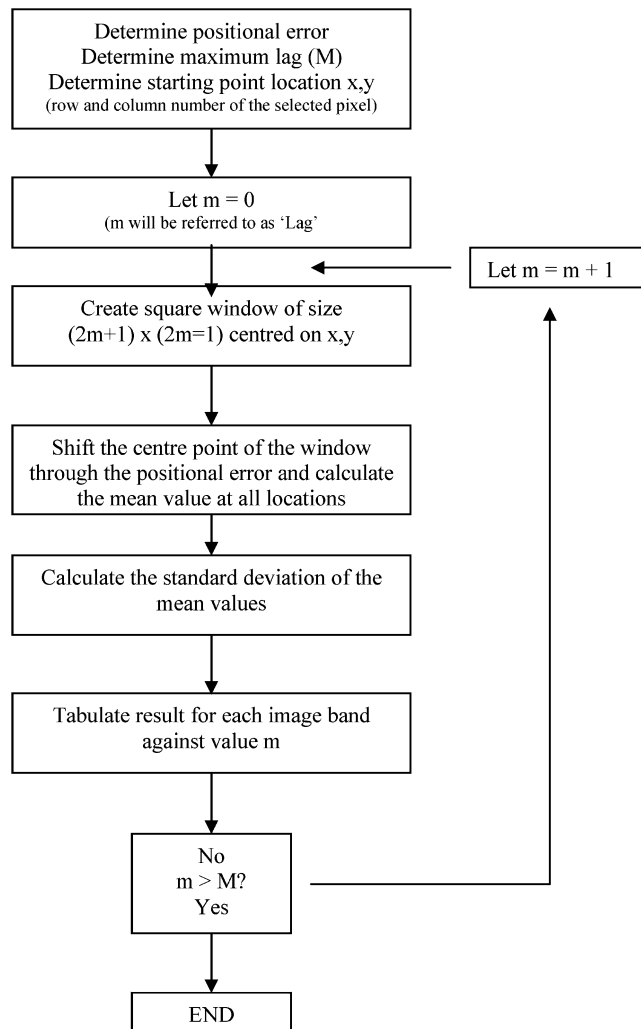 Determine positional error
Determine maximum lag (M)
Determine starting point location x,y
(row and column number of the selected pixel)
Let m = 0
(m will be referred to as ‘Lag’
Let m = m + 1
Create square window of size
(2m+1) x (2m=1) centred on x,y
Shift the centre point of the window
through the positional error and calculate
the mean value at all locations
Calculate the standard deviation of the
mean values
Tabulate result for each image band
against value m
No
m > M?
Yes
END